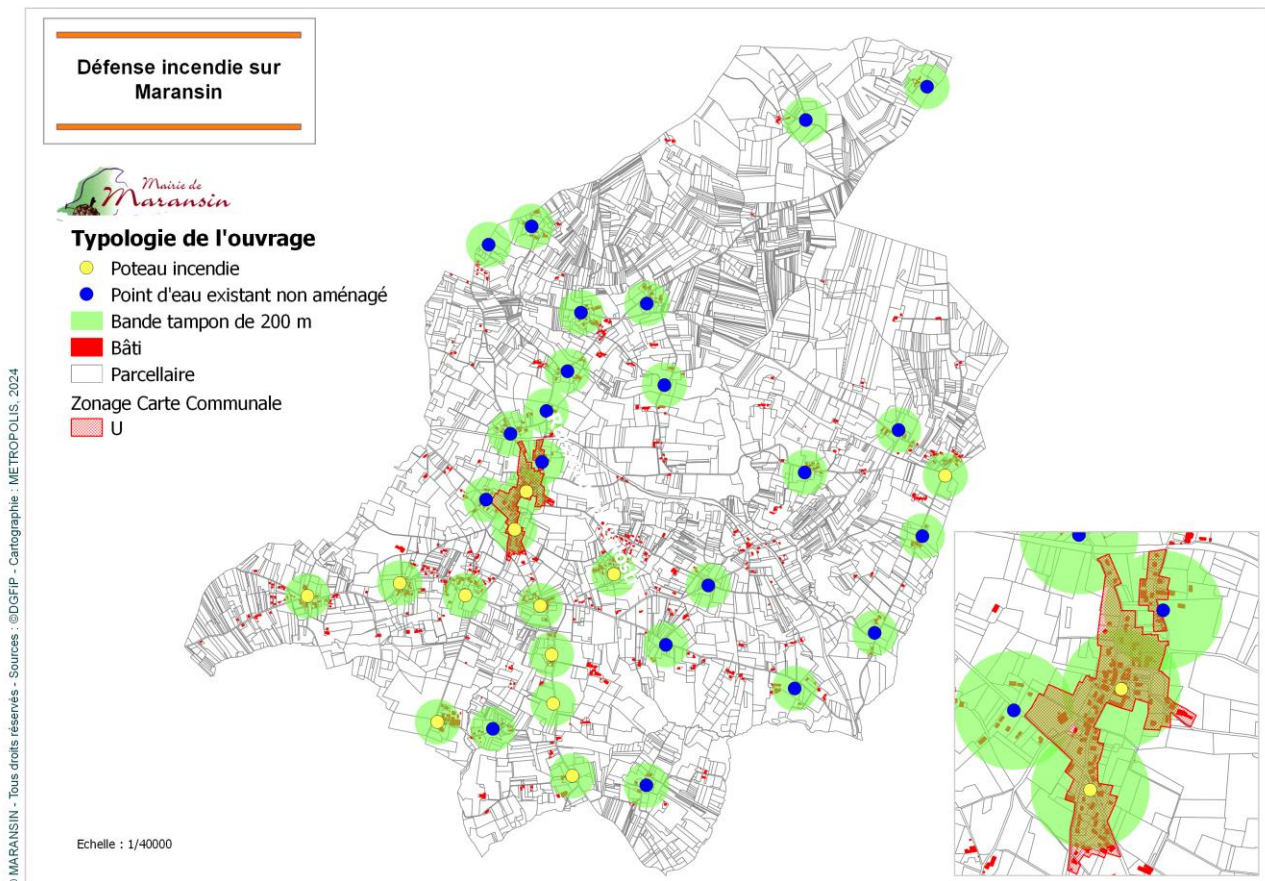 Défense incendie sur
Maransin
Mairie de
Maransin
Typologie de l'ouvrage
Poteau incendie
Point d'eau existant non aménagé
Bande tampon de 200 m
Bâti
Parcellaire
Zonage Carte Communale
U
Echelle : 1/40000
MARANSIN - Tous droits réservés - Sources : ©DGFiP - Cartographie : METROPOLIS, 2024